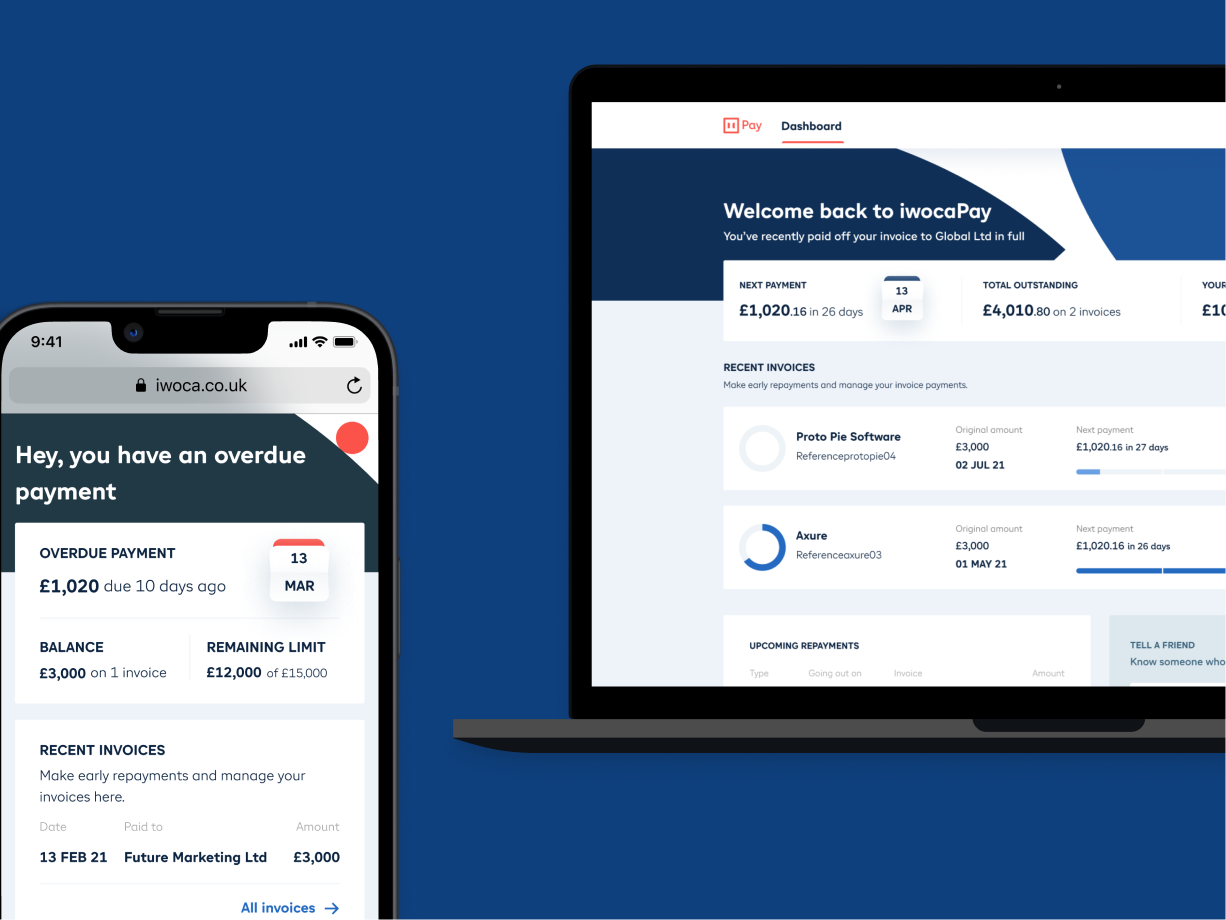 9:41
iwoca.co.uk
Hey, you have an overdue
payment
OVERDUE PAYMENT
£1,020 due 10 days ago
13
MAR
BALANCE
£3,000 on 1 invoice
REMAINING LIMIT
£12,000 of £15,000
RECENT INVOICES
Make early repayments and manage your
invoices here.
Date Paid to Amount
13 FEB 21 Future Marketing Ltd £3,000
All invoices →
Pay Dashboard
Welcome back to iwocaPay
You've recently paid off your invoice to Global Ltd in full
NEXT PAYMENT
£1,020.16 in 26 days
13
APR
TOTAL OUTSTANDING
£4,010.80 on 2 invoices
YOUR
RECENT INVOICES
Make early repayments and manage your invoice payments.
Proto Pie Software
Referenceprotopie04
Original amount
£3,000
02 JUL 21
Next payment
£1,020.16 in 27 days
Axure
Referenceaxure03
Original amount
£3,000
01 MAY 21
Next payment
£1,020.16 in 26 days
UPCOMING REPAYMENTS
Type Going out on Invoice Amount
TELL A FRIEND
Know someone who